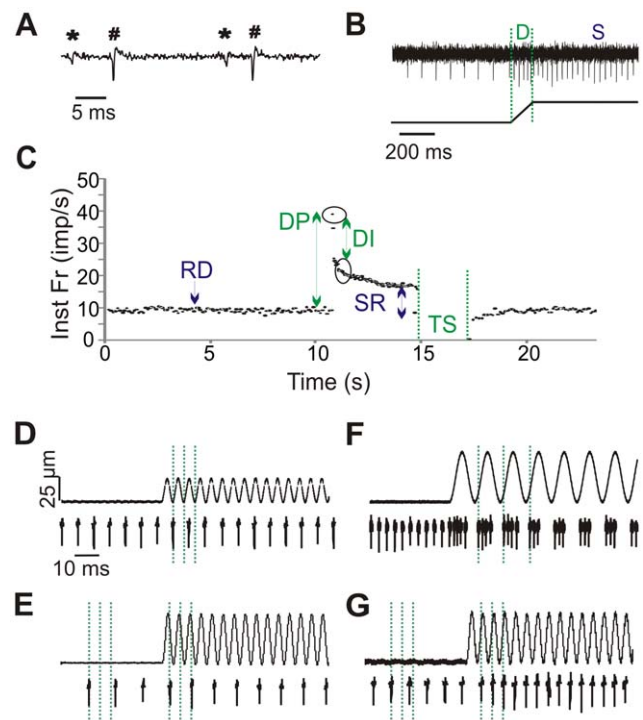 A
* # * #
5 ms
B
D S
200 ms
C
Inst Fr (imp/s)
50
40
30
20
10
0
DP
DI
RD
SR
TS
0 5 10 15 20
Time (s)
D
25 µm
10 ms
F
E
G